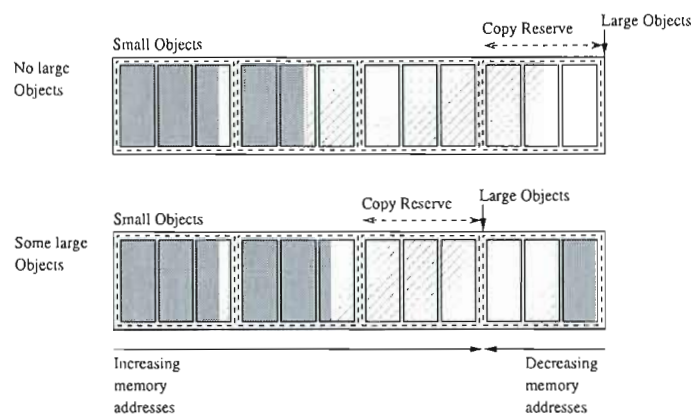 Copy Reserve
Large Objects
Small Objects
No large
Objects
Copy Reserve
Large Objects
Small Objects
Some large
Objects
Increasing
memory
addresses
Decreasing
memory
addresses